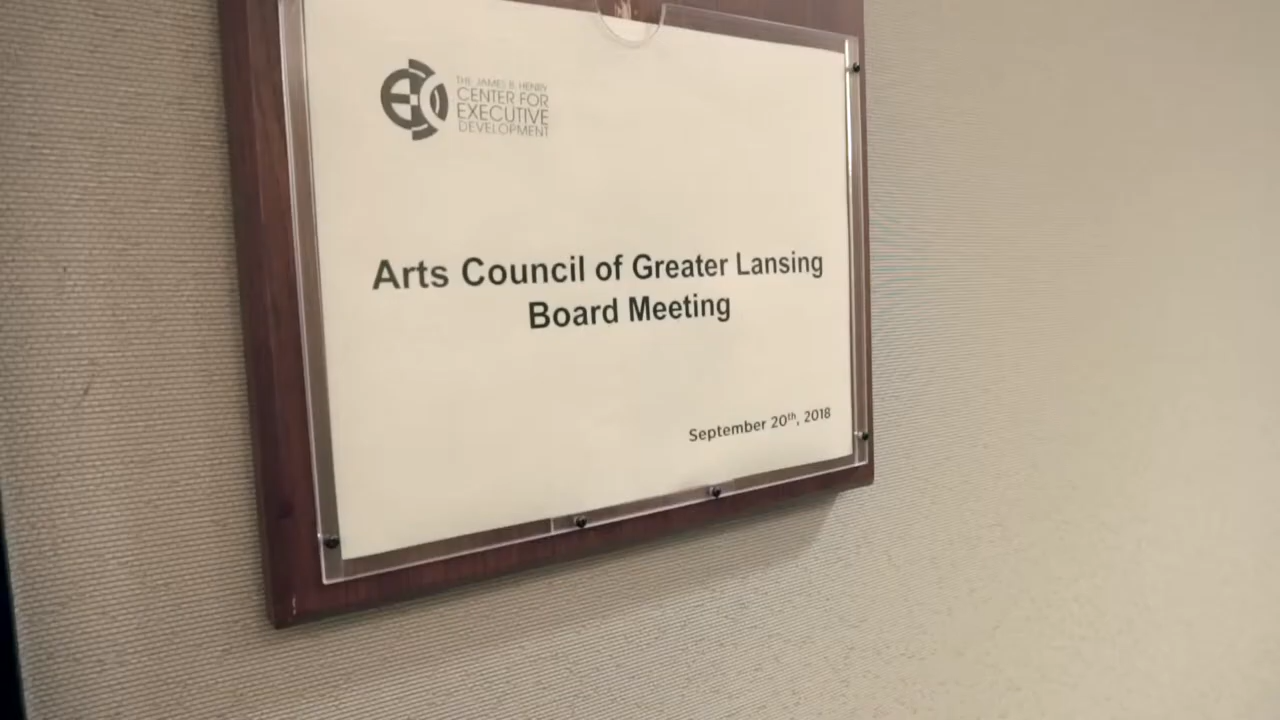 THE JAMES B. HENRY
CENTER FOR
EXECUTIVE
DEVELOPMENT
Arts Council of Greater Lansing
Board Meeting
September 20th, 2018